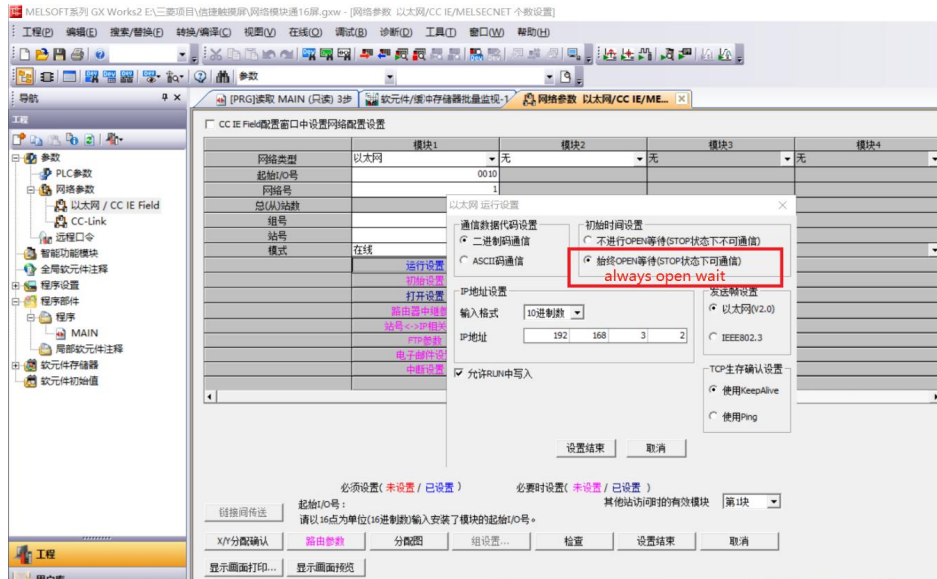 MELSOFT系列 GX Works2 E:\三菱项目\信捷触摸屏\网络模块通16屏.gxw - [网络参数 以太网/CC IE/MELSECNET 个数设置]
工程(P) 编辑(E) 搜索/替换(F) 转换/编译(C) 视图(V) 在线(O) 调试(B) 诊断(D) 工具(T) 窗口(W) 帮助(H)
参数
导航
[PRG]读取 MAIN (只读) 3步
软元件/缓冲存储器批量监视-1
网络参数 以太网/CC IE/ME...
工程
参数
PLC参数
网络参数
以太网 / CC IE Field
CC-Link
远程口令
智能功能模块
全局软元件注释
程序设置
程序部件
程序
MAIN
局部软元件注释
软元件存储器
软元件初始值
工程
CC IE Field配置窗口中设置网络配置设置
模块1 模块2 模块3 模块4
网络类型 以太网 无 无 无
起始I/O号 0010
网络号 1
总(从)站数
组号
站号
模式 在线
运行设置
初始设置
打开设置
路由器中继参
站号<->IP相关
FTP参数
电子邮件设
中断设置
以太网 运行设置
通信数据代码设置
二进制码通信
ASCII码通信
初始时间设置
不进行OPEN等待(STOP状态下不可通信)
始终OPEN等待(STOP状态下可通信)
always open wait
IP地址设置
输入格式 10进制数
IP地址 192 168 3 2
发送帧设置
以太网(V2.0)
IEEE802.3
允许RUN中写入
TCP生存确认设置
使用KeepAlive
使用Ping
设置结束 取消
必须设置( 未设置 / 已设置 ) 必要时设置( 未设置 / 已设置 )
链接间传送
起始I/O号:
其他站访问时的有效模块 第1块
请以16点为单位(16进制数)输入安装了模块的起始I/O号。
X/Y分配确认 路由参数 分配图 组设置... 检查 设置结束 取消
显示画面打印... 显示画面预览